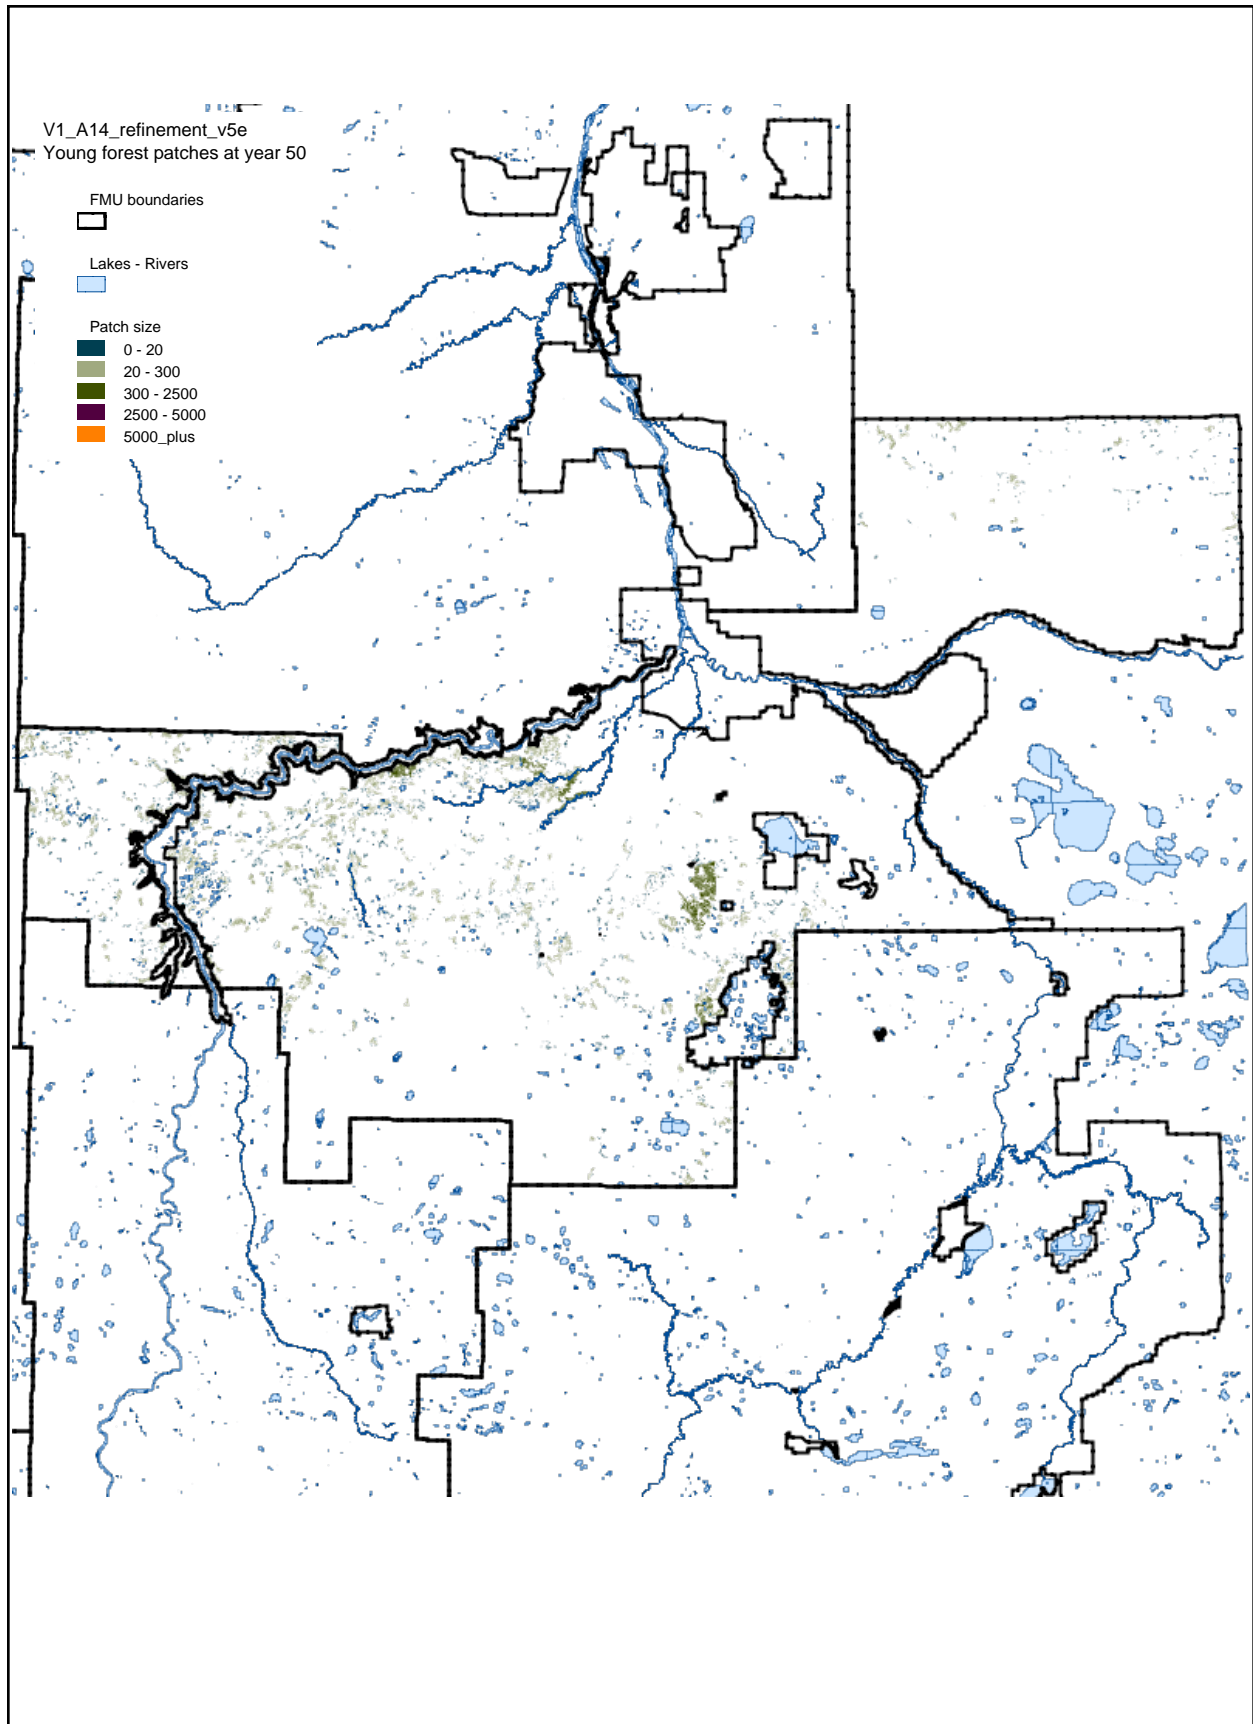 V1_A14_refinement_v5e
Young forest patches at year 50
FMU boundaries
Lakes - Rivers
Patch size
0 - 20
20 - 300
300 - 2500
2500 - 5000
5000_plus